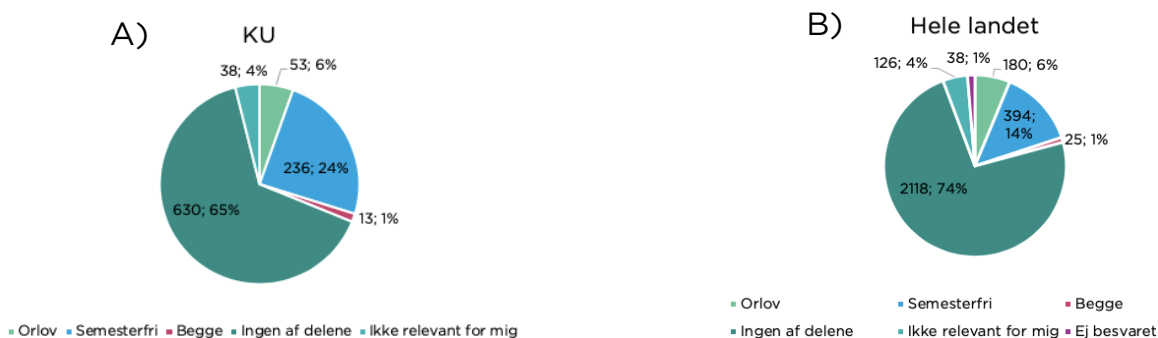 A)
KU
38; 4%
53; 6%
236; 24%
630; 65%
13; 1%
Orlov Semesterfri Begge Ingen af delene Ikke relevant for mig
B)
Hele landet
126; 4%
38; 1%
180; 6%
394;
14%
25; 1%
2118; 74%
Orlov Semesterfri Begge
Ingen af delene Ikke relevant for mig Ej besvaret